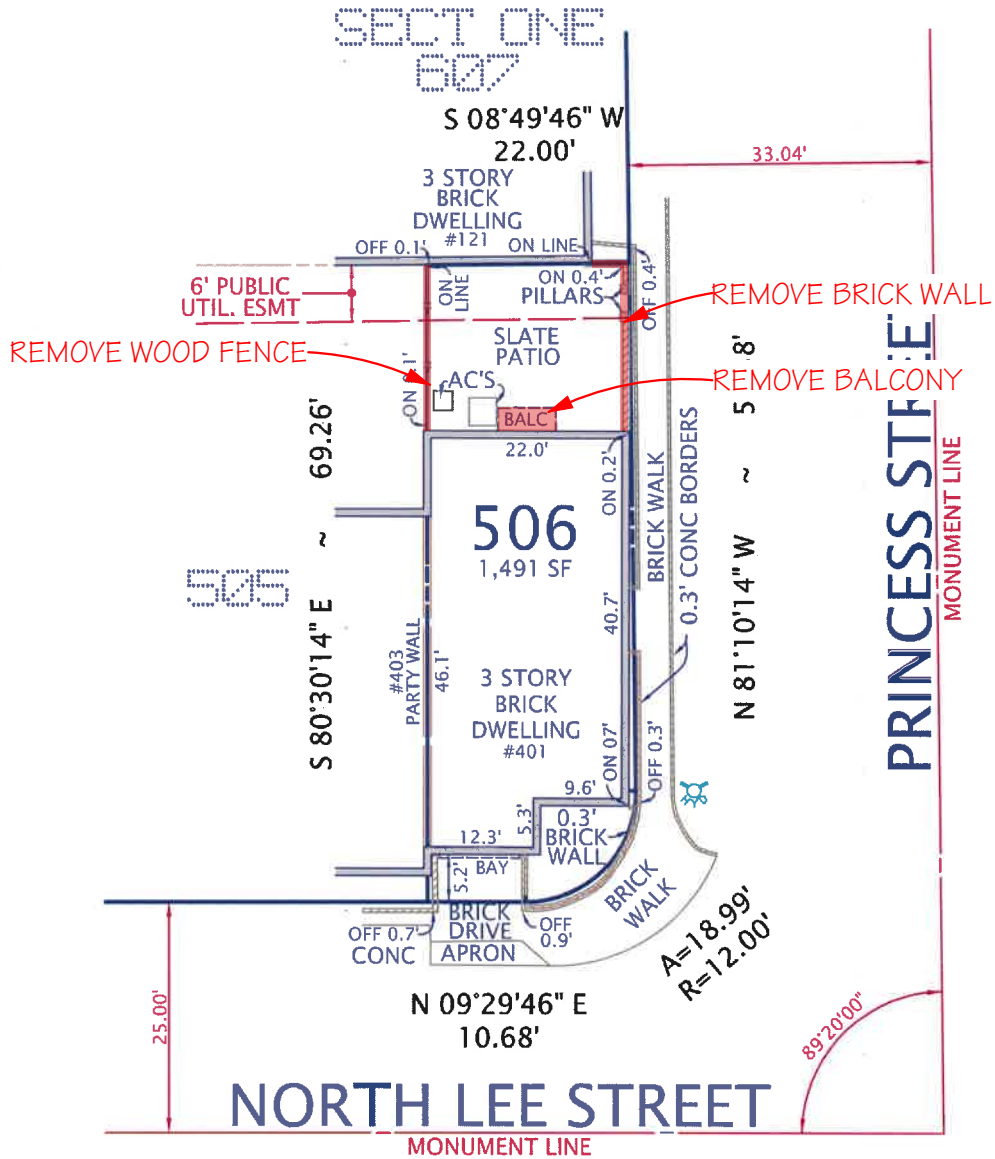 SECT ONE
607
S 08°49'46" W
22.00'
33.04'
3 STORY
BRICK
DWELLING
#121
OFF 0.1'
ON LINE
6' PUBLIC
UTIL. ESMT
ON
LINE
ON 0.4'
PILLARS
OFF 0.4'
REMOVE BRICK WALL
SLATE
PATIO
REMOVE WOOD FENCE
AC'S
REMOVE BALCONY
BALC
22.0'
ON 0.2'
S 80°30'14" E ~ 69.26'
506
1,491 SF
505
#403
PARTY WALL
46.1'
40.7'
BRICK WALK
0.3' CONC BORDERS
N 81°10'14" W ~
PRINCESS
MONUMENT LINE
3 STORY
BRICK
DWELLING
#401
ON 07'
OFF 0.3'
9.6'
5.3'
0.3'
BRICK
WALL
12.3'
BAY
5.2'
BRICK
WALK
BRICK
DRIVE
OFF
0.9'
OFF 0.7'
CONC
APRON
A=18.99'
R=12.00'
N 09°29'46" E
10.68'
25.00'
89°20'00"
NORTH LEE STREET
MONUMENT LINE